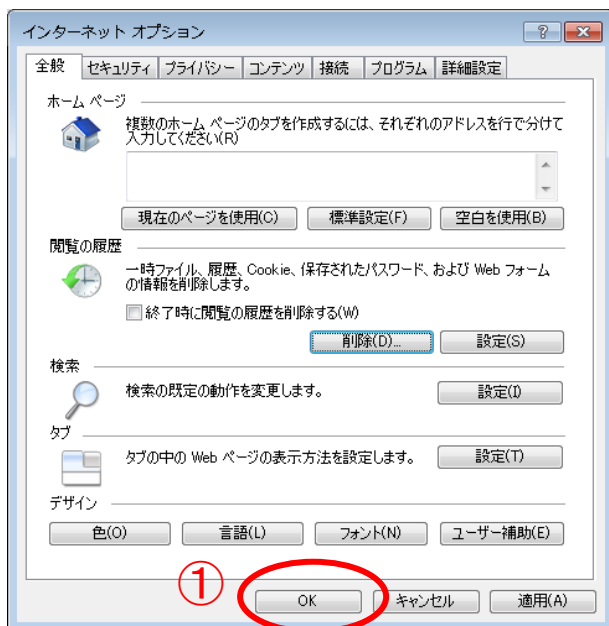 インターネット オプション
全般 セキュリティ プライバシー コンテンツ 接続 プログラム 詳細設定
ホーム ページ
複数のホーム ページのタブを作成するには、それぞれのアドレスを行で分けて
入力してください(R)
現在のページを使用(C) 標準設定(F) 空白を使用(B)
閲覧の履歴
一時ファイル、履歴、Cookie、保存されたパスワード、および Web フォーム
の情報を削除します。
終了時に閲覧の履歴を削除する(W)
削除(D)... 設定(S)
検索
検索の既定の動作を変更します。 設定(I)
タブ
タブの中の Web ページの表示方法を設定します。 設定(T)
デザイン
色(O) 言語(L) フォント(N) ユーザー補助(E)
① OK キャンセル 適用(A)